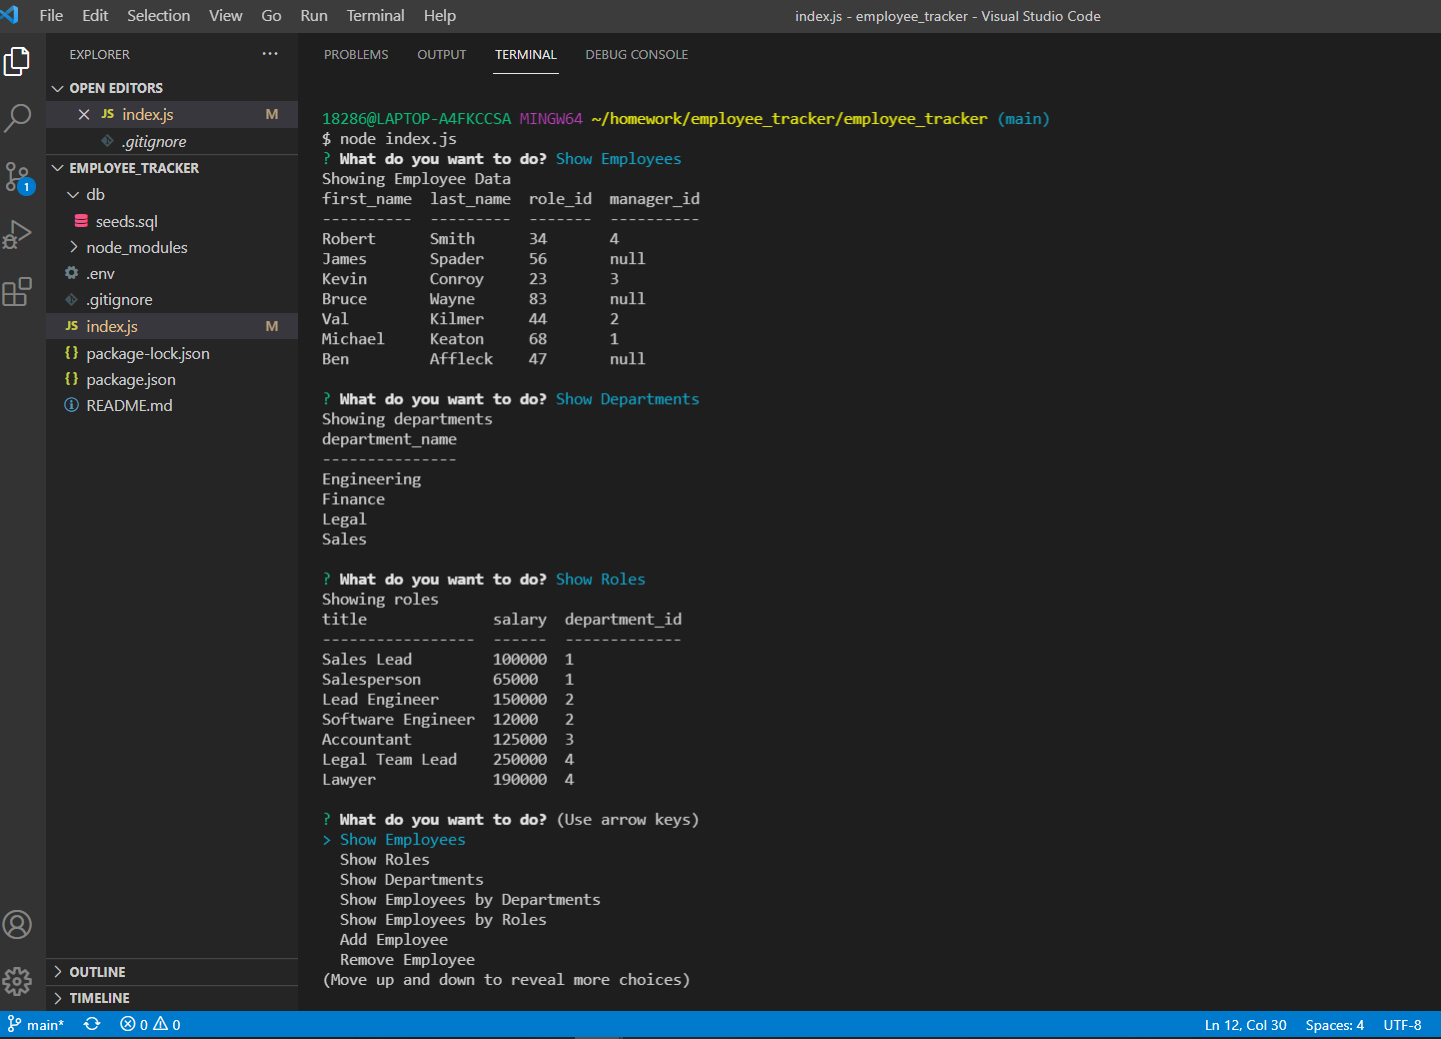 File Edit Selection View Go Run Terminal Help index.js - employee_tracker - Visual Studio Code
EXPLORER ...
OPEN EDITORS
JS index.js M
.gitignore
EMPLOYEE_TRACKER
db
seeds.sql
node_modules
.env
.gitignore
JS index.js M
{} package-lock.json
{} package.json
README.md
OUTLINE
TIMELINE
1
PROBLEMS OUTPUT TERMINAL DEBUG CONSOLE
18286@LAPTOP-A4FKCCSA MINGW64 ~/homework/employee_tracker/employee_tracker (main)
$ node index.js
? What do you want to do? Show Employees
Showing Employee Data
first_name last_name role_id manager_id
---------- --------- ------- ----------
Robert Smith 34 4
James Spader 56 null
Kevin Conroy 23 3
Bruce Wayne 83 null
Val Kilmer 44 2
Michael Keaton 68 1
Ben Affleck 47 null
? What do you want to do? Show Departments
Showing departments
department_name
---------------
Engineering
Finance
Legal
Sales
? What do you want to do? Show Roles
Showing roles
title salary department_id
----------------- ------ -------------
Sales Lead 100000 1
Salesperson 65000 1
Lead Engineer 150000 2
Software Engineer 12000 2
Accountant 125000 3
Legal Team Lead 250000 4
Lawyer 190000 4
? What do you want to do? (Use arrow keys)
> Show Employees
Show Roles
Show Departments
Show Employees by Departments
Show Employees by Roles
Add Employee
Remove Employee
(Move up and down to reveal more choices)
main* 0 0 Ln 12, Col 30 Spaces: 4 UTF-8